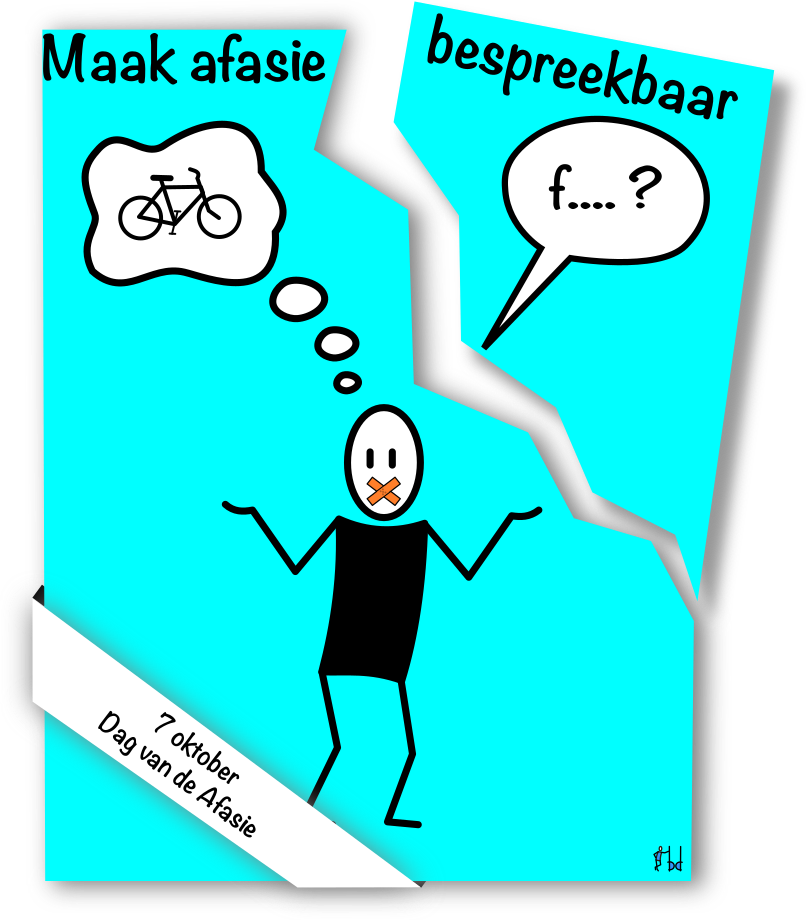 Maak afasie
bespreekbaar
f.... ?
7 oktober
Dag van de Afasie